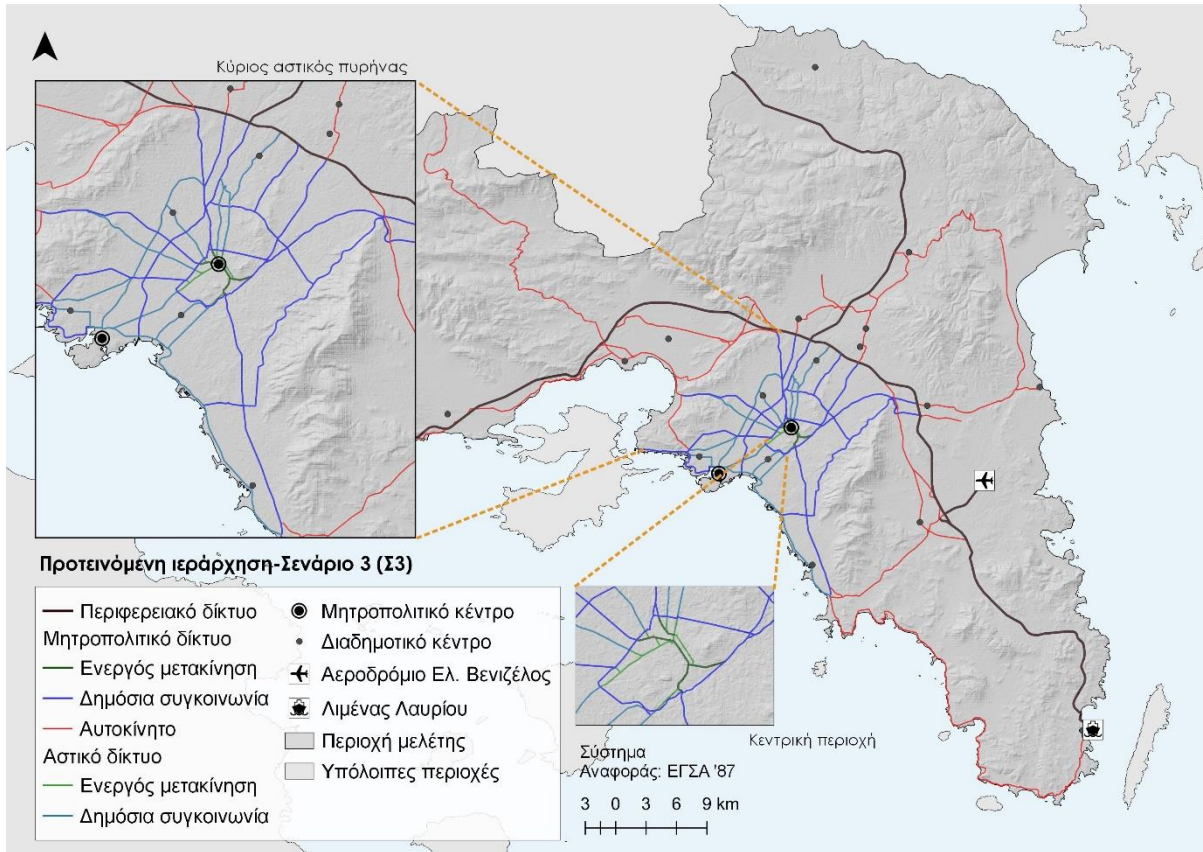 Κύριος αστικός πυρήνας
Προτεινόμενη ιεράρχηση-Σενάριο 3 (Σ3)
Περιφερειακό δίκτυο
Μητροπολιτικό δίκτυο
Ενεργός μετακίνηση
Δημόσια συγκοινωνία
Αυτοκίνητο
Αστικό δίκτυο
Ενεργός μετακίνηση
Δημόσια συγκοινωνία
Μητροπολιτικό κέντρο
Διαδημοτικό κέντρο
Αεροδρόμιο Ελ. Βενιζέλος
Λιμένας Λαυρίου
Περιοχή μελέτης
Υπόλοιπες περιοχές
Κεντρική περιοχή
Σύστημα
Αναφοράς: ΕΓΣΑ '87
3 0 3 6 9 km